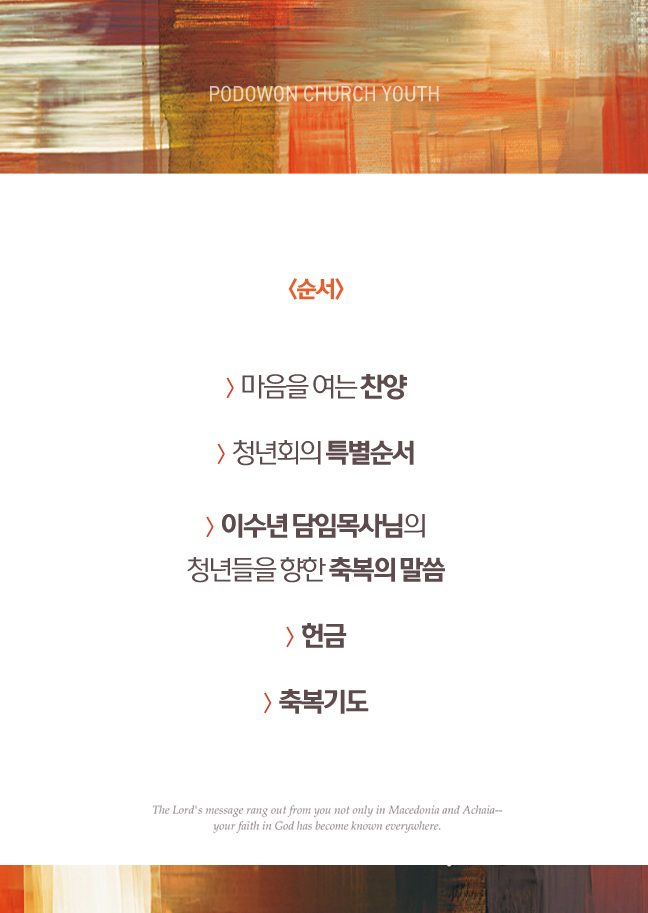 PODOWON CHURCH YOUTH
〈순서〉
〉마음을 여는 찬양
〉청년회의 특별순서
〉이수년 담임목사님의
청년들을 향한 축복의 말씀
〉헌금
〉축복기도
The Lord's message rang out from you not only in Macedonia and Achaia--
your faith in God has become known everywhere.